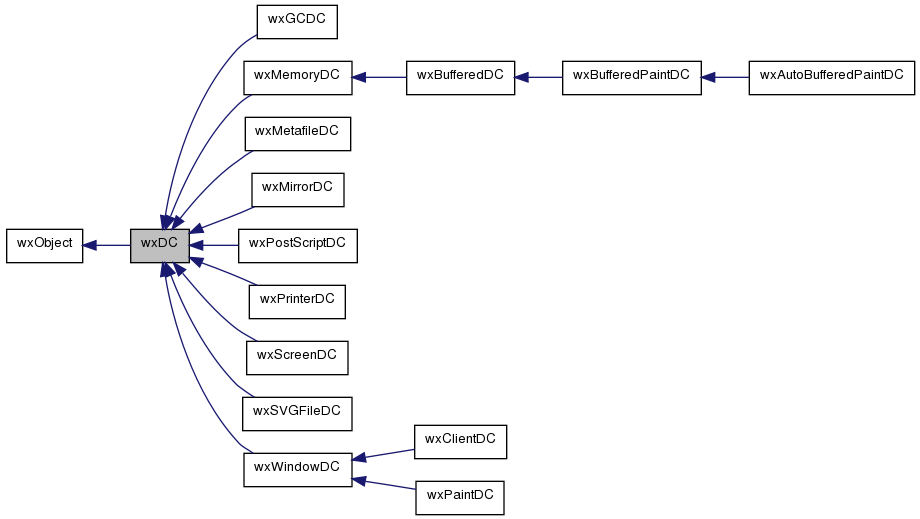 wxGCDC
wxMemoryDC
wxBufferedDC
wxBufferedPaintDC
wxAutoBufferedPaintDC
wxMetafileDC
wxMirrorDC
wxObject
wxDC
wxPostScriptDC
wxPrinterDC
wxScreenDC
wxSVGFileDC
wxClientDC
wxWindowDC
wxPaintDC